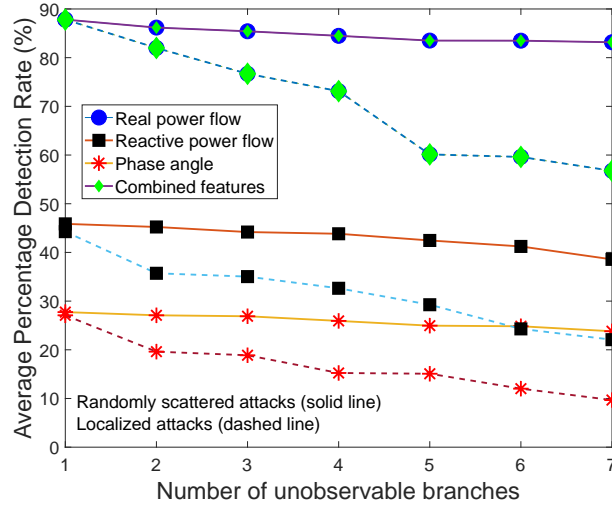 Average Percentage Detection Rate (%)
90
80
70
60
50
40
30
20
10
0
Real power flow
Reactive power flow
Phase angle
Combined features
Randomly scattered attacks (solid line)
Localized attacks (dashed line)
1 2 3 4 5 6 7
Number of unobservable branches